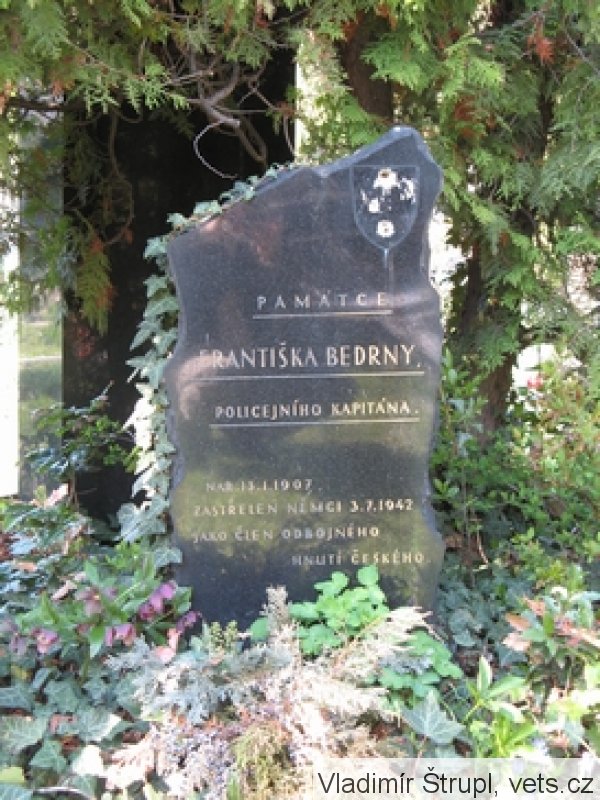 PAMÁTCE
FRANTIŠKA BEDRNY,
POLICEJNÍHO KAPITÁNA.
NAR. 13.1.1907.
ZASTŘELEN NĚMCI 3.7.1942
JAKO ČLEN ODBOJNÉHO
HNUTÍ ČESKÉHO.
Vladimír Štrupl, vets.cz